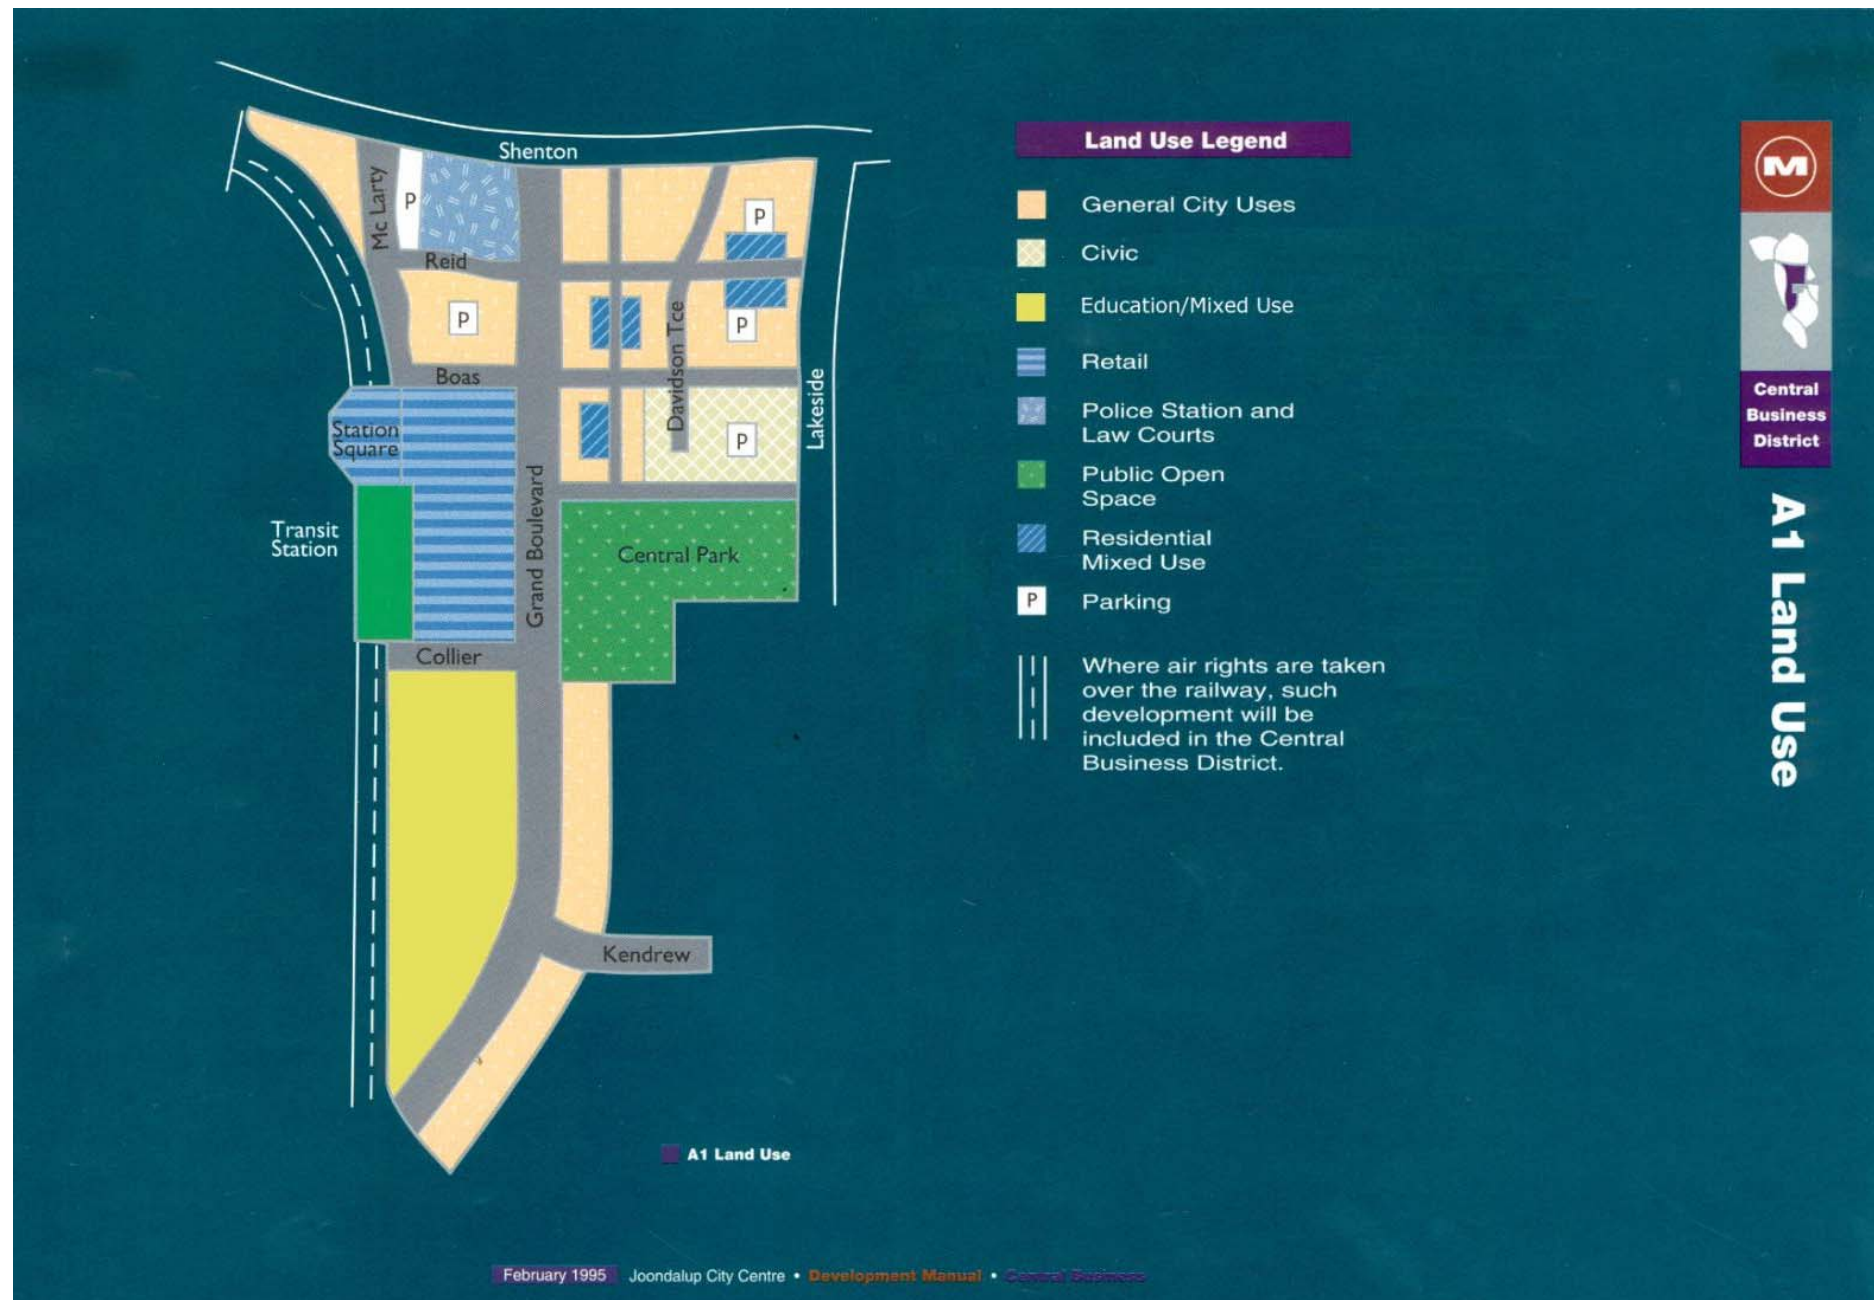 Shenton
Mc Larty
P
Reid
P
P
P
Boas
Davidson Tce
Station
Square
P
Lakeside
Transit
Station
Grand Boulevard
Central Park
Collier
Kendrew
A1 Land Use
Land Use Legend
General City Uses
Civic
Education/Mixed Use
Retail
Police Station and
Law Courts
Public Open
Space
Residential
Mixed Use
P
Parking
Where air rights are taken
over the railway, such
development will be
included in the Central
Business District.
M
Central
Business
District
A1 Land Use
February 1995 Joondalup City Centre • Development Manual • Central Business